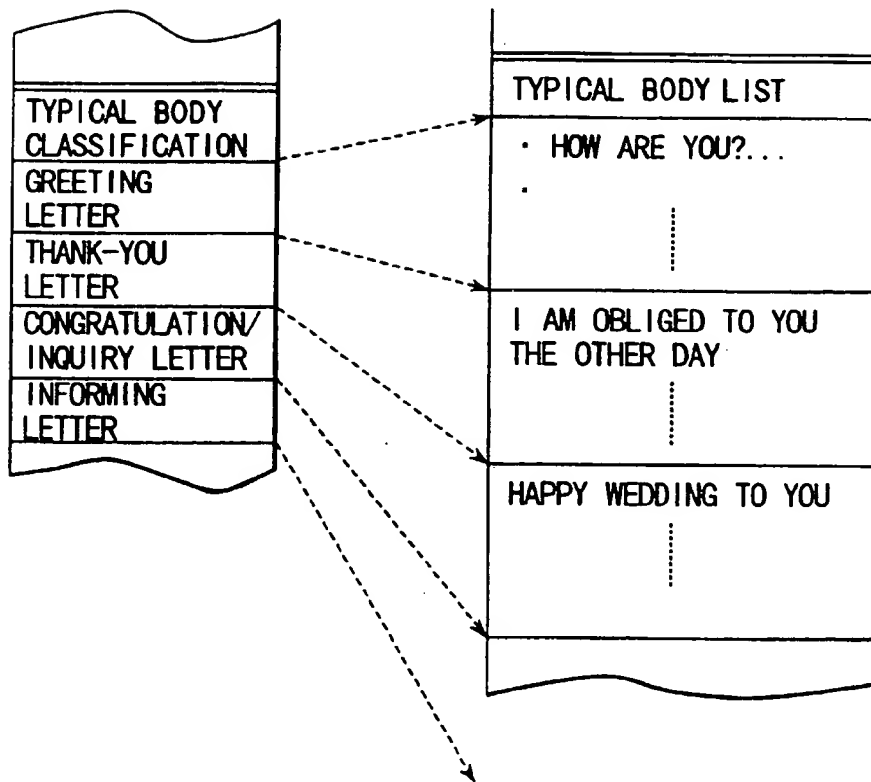 TYPICAL BODY
CLASSIFICATION
GREETING
LETTER
THANK-YOU
LETTER
CONGRATULATION/
INQUIRY LETTER
INFORMING
LETTER
TYPICAL BODY LIST
· HOW ARE YOU?...
·
I AM OBLIGED TO YOU
THE OTHER DAY
HAPPY WEDDING TO YOU